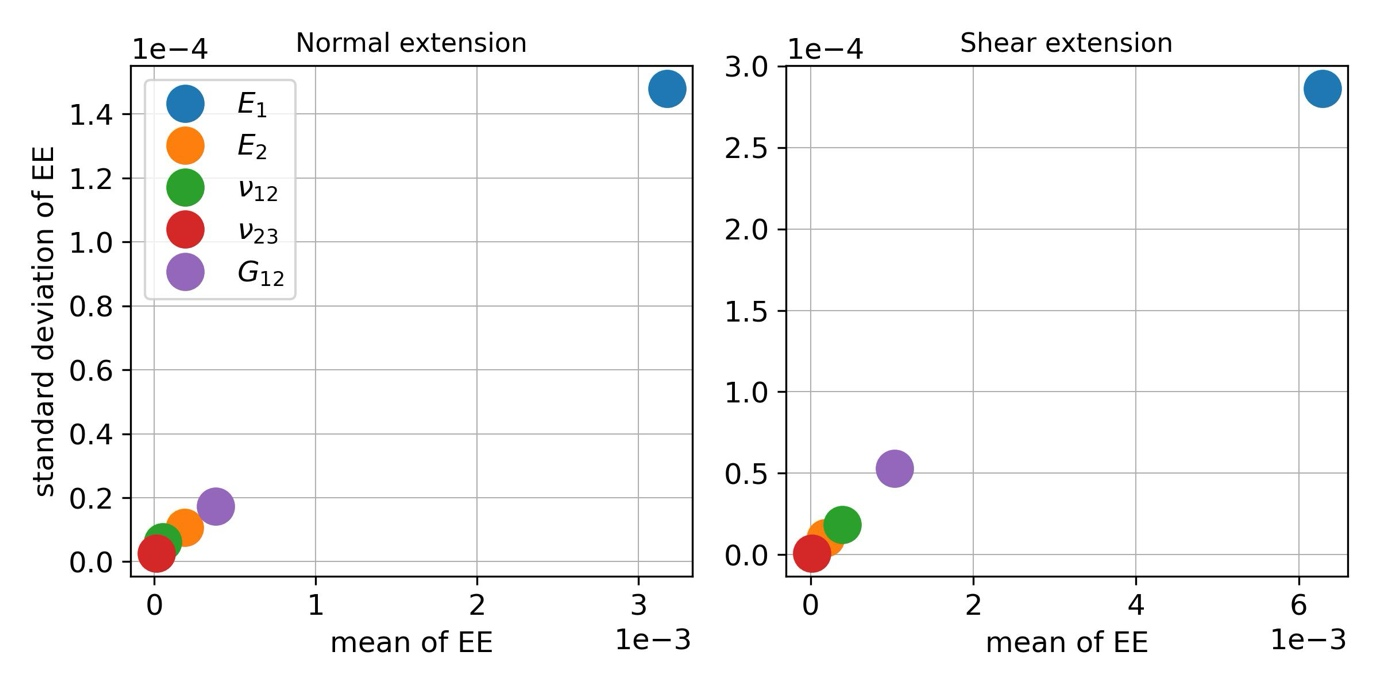 Normal extension
1e−4
E₁
E₂
ν₁₂
ν₂₃
G₁₂
standard deviation of EE
1.4
1.2
1.0
0.8
0.6
0.4
0.2
0.0
0 1 2 3
mean of EE
1e−3
Shear extension
1e−4
3.0
2.5
2.0
1.5
1.0
0.5
0.0
0 2 4 6
mean of EE
1e−3